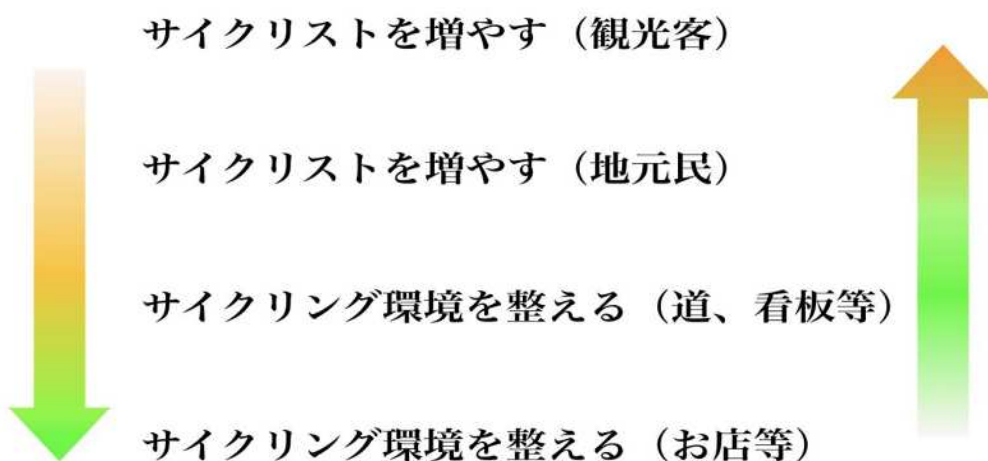 サイクリストを増やす（観光客）
サイクリストを増やす（地元民）
サイクリング環境を整える（道、看板等）
サイクリング環境を整える（お店等）